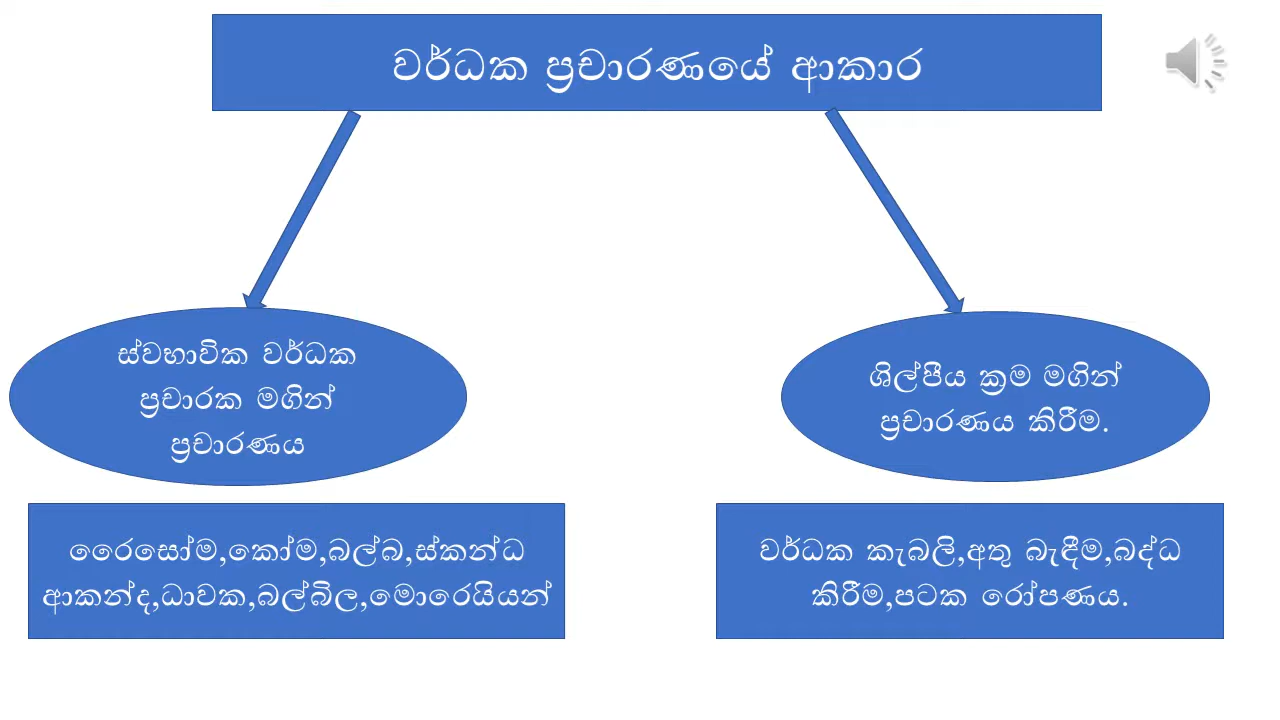 වර්ධක ප්‍රචාරණයේ ආකාර
ස්වභාවික වර්ධක
ප්‍රචාරක මගින්
ප්‍රචාරණය
ශිල්පීය ක්‍රම මගින්
ප්‍රචාරණය කිරීම.
රෛසෝම,කෝම,බල්බ,ස්කන්ධ
ආකන්ද,ධාවක,බල්බිල,මොරෙයියන්
වර්ධක කැබලි,අතු බැඳීම,බද්ධ
කිරීම,පටක රෝපණය.